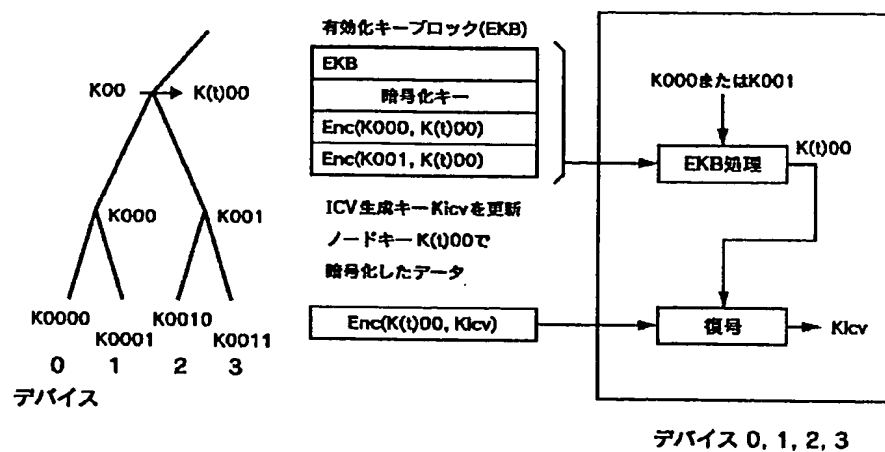 K00
K(t)00
K000
K001
K0000
K0001
K0010
K0011
0
1
2
3
デバイス
有効化キーブロック(EKB)
EKB
暗号化キー
Enc(K000, K(t)00)
Enc(K001, K(t)00)
ICV生成キーKicvを更新
ノードキーK(t)00で
暗号化したデータ
Enc(K(t)00, Kicv)
K000またはK001
EKB処理
K(t)00
復号
Kicv
デバイス 0, 1, 2, 3